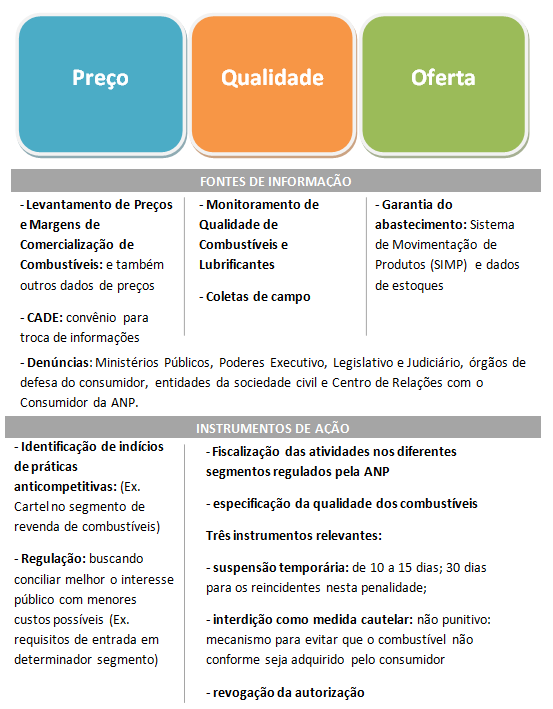 Preço
Qualidade
Oferta
FONTES DE INFORMAÇÃO
- Levantamento de Preços
e Margens de
Comercialização de
Combustíveis: e também
outros dados de preços
- CADE: convênio para
troca de informações
- Monitoramento de
Qualidade de
Combustíveis e
Lubrificantes
- Coletas de campo
- Garantia do
abastecimento: Sistema
de Movimentação de
Produtos (SIMP) e dados
de estoques
- Denúncias: Ministérios Públicos, Poderes Executivo, Legislativo e Judiciário, órgãos de
defesa do consumidor, entidades da sociedade civil e Centro de Relações com o
Consumidor da ANP.
INSTRUMENTOS DE AÇÃO
- Identificação de indícios
de práticas
anticompetitivas: (Ex.
Cartel no segmento de
revenda de combustíveis)
- Regulação: buscando
conciliar melhor o interesse
público com menores
custos possíveis (Ex.
requisitos de entrada em
determinador segmento)
- Fiscalização das atividades nos diferentes
segmentos regulados pela ANP
- especificação da qualidade dos combustíveis
Três instrumentos relevantes:
- suspensão temporária: de 10 a 15 dias; 30 dias
para os reincidentes nesta penalidade;
- interdição como medida cautelar: não punitivo:
mecanismo para evitar que o combustível não
conforme seja adquirido pelo consumidor
- revogação da autorização